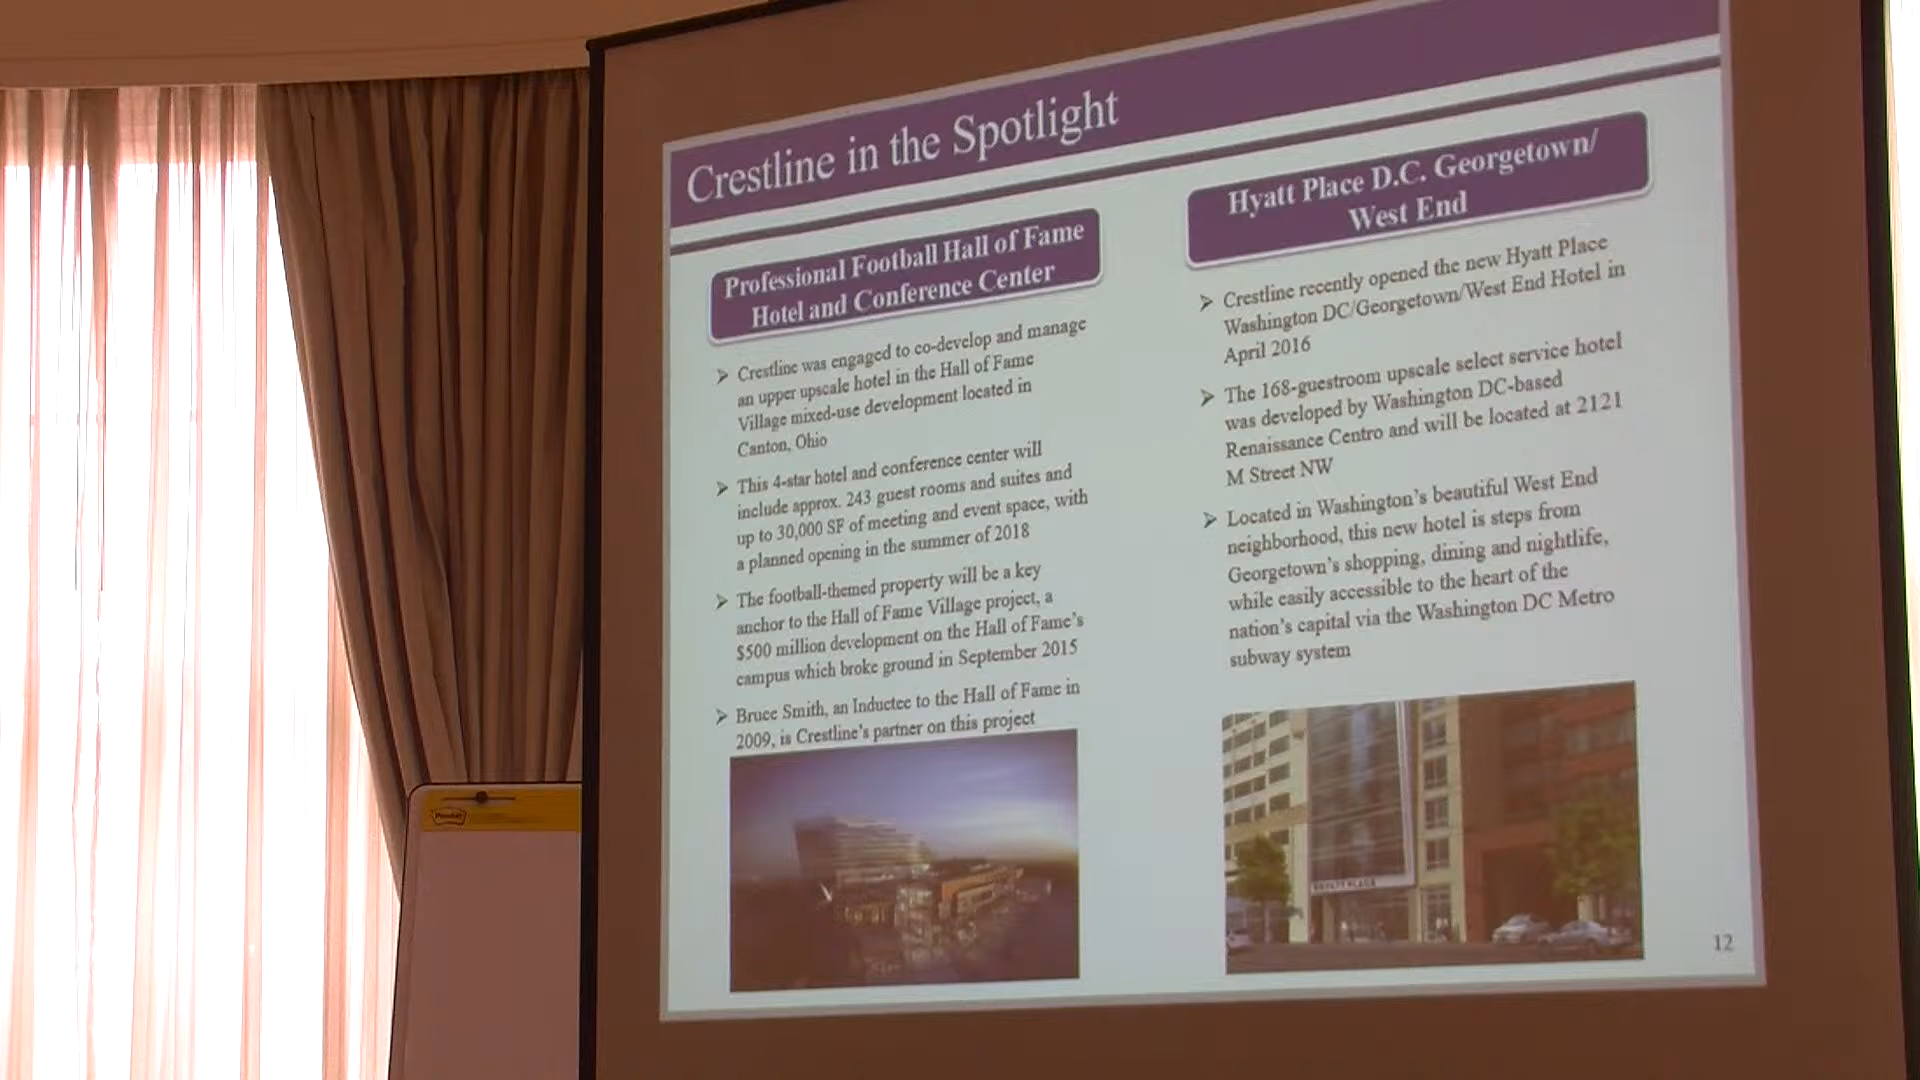 Crestline in the Spotlight
Professional Football Hall of Fame
Hotel and Conference Center
Crestline was engaged to co-develop and manage
an upper upscale hotel in the Hall of Fame
Village mixed-use development located in
Canton, Ohio
This 4-star hotel and conference center will
include approx. 243 guest rooms and suites and
up to 30,000 SF of meeting and event space, with
a planned opening in the summer of 2018
The football-themed property will be a key
anchor to the Hall of Fame Village project, a
$500 million development on the Hall of Fame's
campus which broke ground in September 2015
Bruce Smith, an Inductee to the Hall of Fame in
2009, is Crestline's partner on this project
Hyatt Place D.C. Georgetown/
West End
Crestline recently opened the new Hyatt Place
Washington DC/Georgetown/West End Hotel in
April 2016
The 168-guestroom upscale select service hotel
was developed by Washington DC-based
Renaissance Centro and will be located at 2121
M Street NW
Located in Washington's beautiful West End
neighborhood, this new hotel is steps from
Georgetown's shopping, dining and nightlife,
while easily accessible to the heart of the
nation's capital via the Washington DC Metro
subway system
HYATT PLACE
12
Post-it